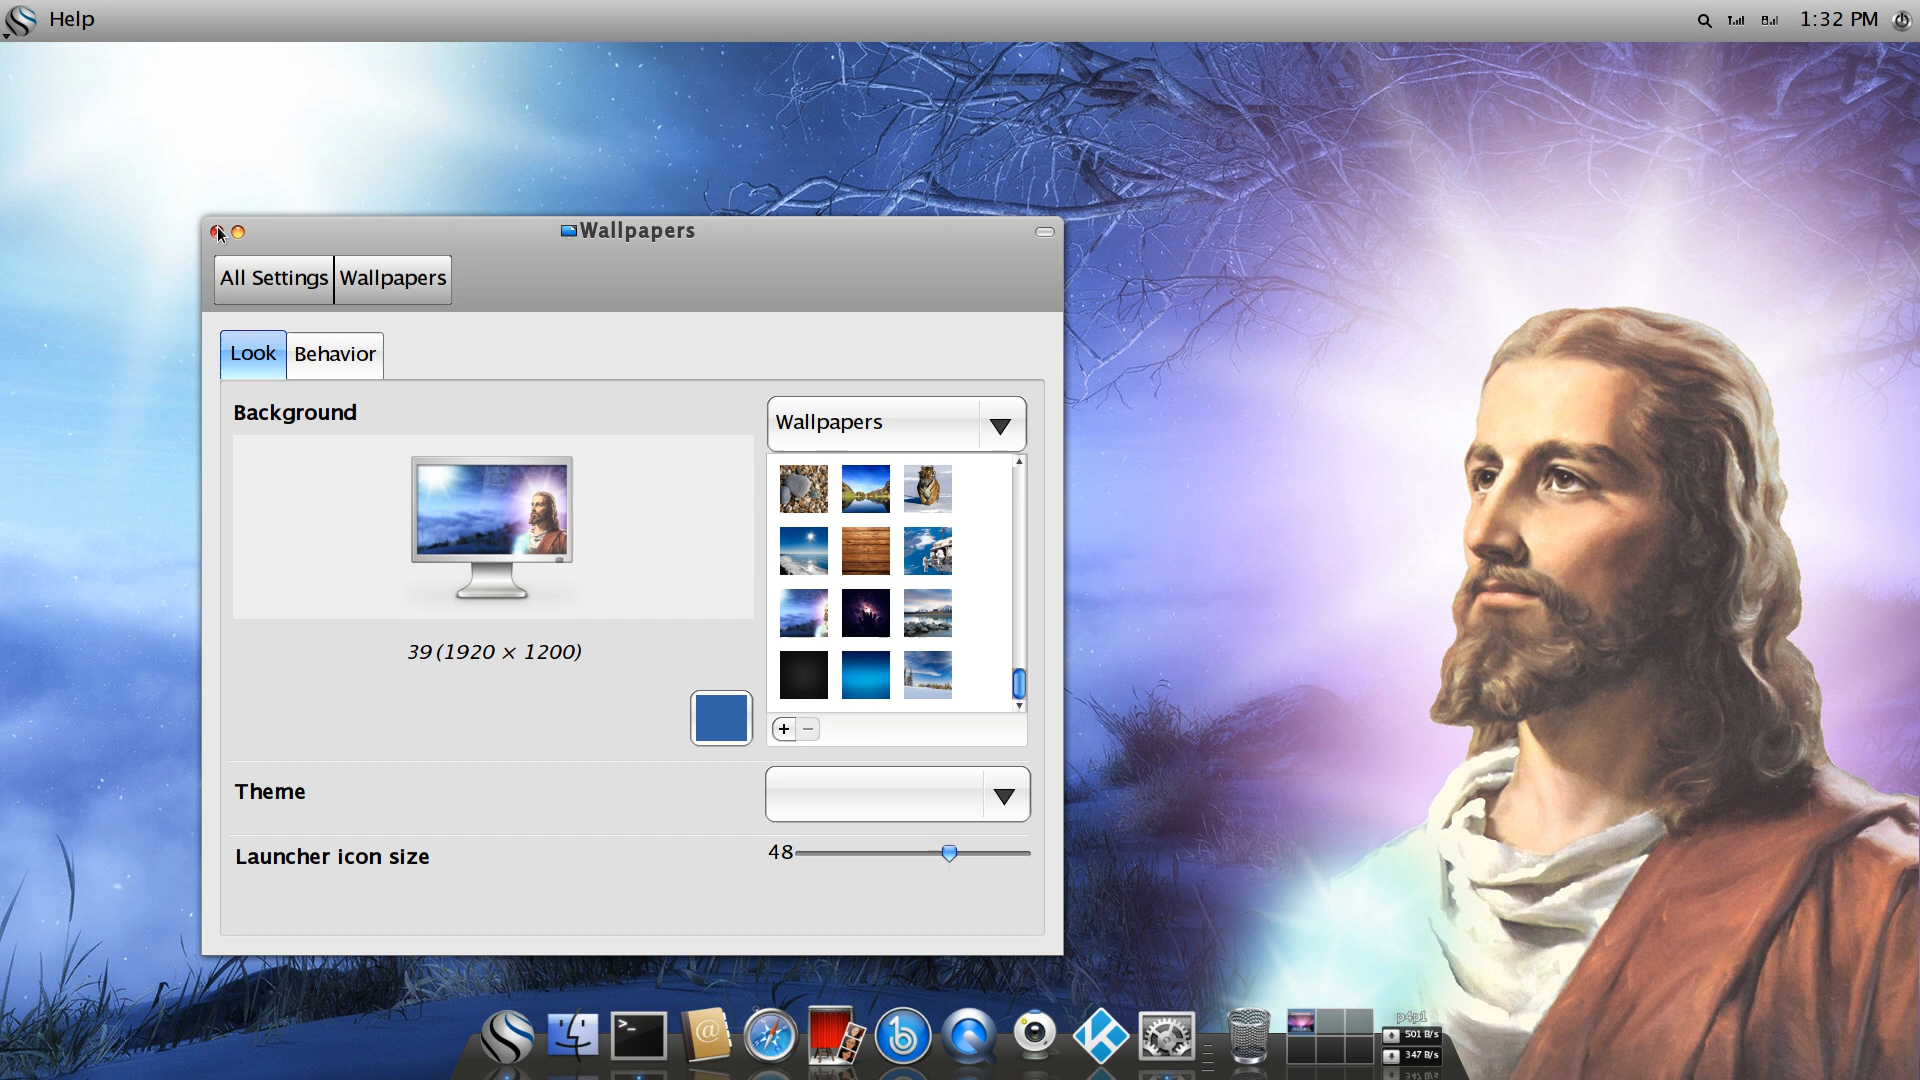 Help
1:32 PM
Wallpapers
All Settings
Wallpapers
Look
Behavior
Background
Wallpapers
39 (1920 × 1200)
Theme
Launcher icon size
48
p4p1
501 B/s
347 B/s